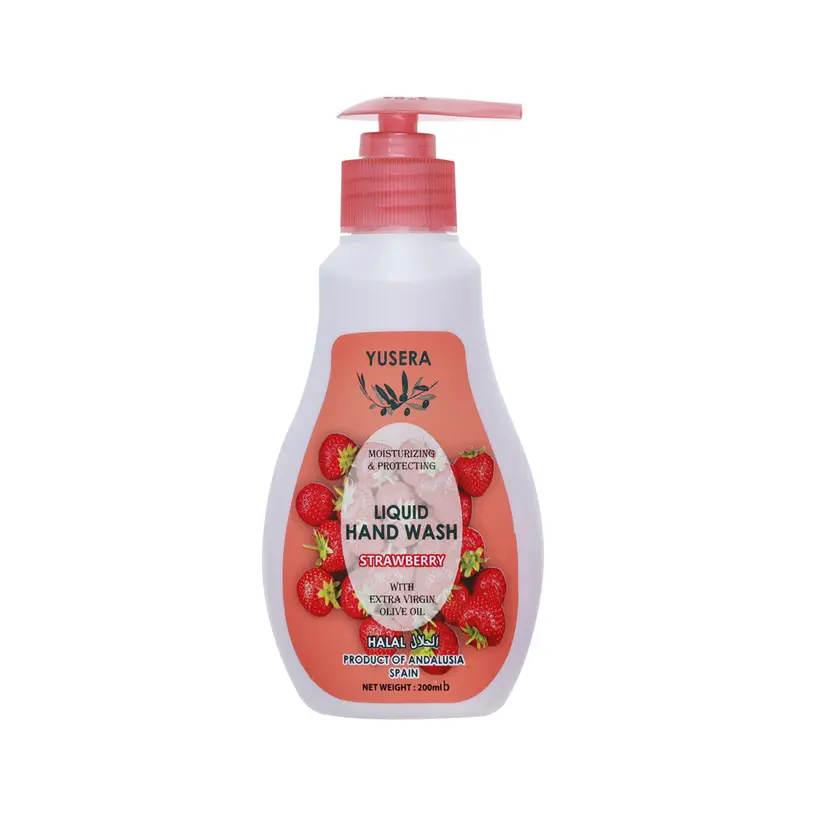 YUSERA
MOISTURIZING
& PROTECTING
LIQUID
HAND WASH
STRAWBERRY
WITH
EXTRA VIRGIN
OLIVE OIL
HALAL الحلال
PRODUCT OF ANDALUSIA
SPAIN
NET WEIGHT : 200ml b